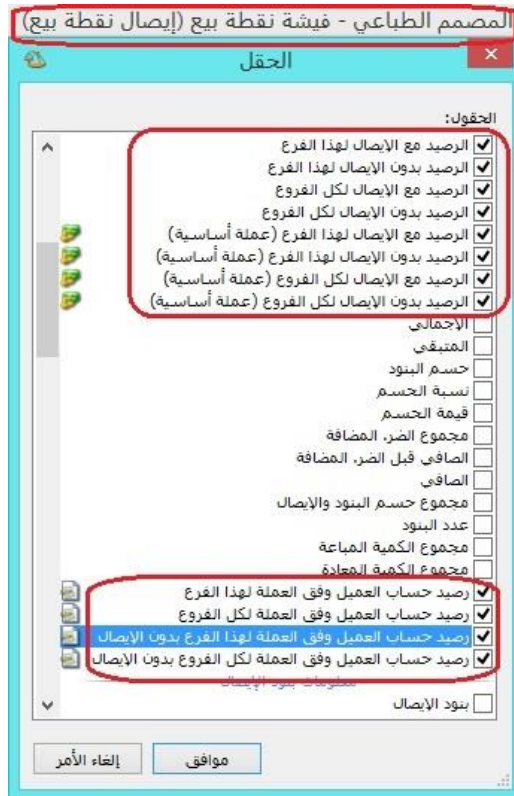 المصمم الطباعي - فيشة نقطة بيع (إيصال نقطة بيع)
الحقل
الحقول:
الرصيد مع الإيصال لهذا الفرع
الرصيد بدون الإيصال لهذا الفرع
الرصيد مع الإيصال لكل الفروع
الرصيد بدون الإيصال لكل الفروع
الرصيد مع الإيصال لهذا الفرع (عملة أساسية)
الرصيد بدون الإيصال لهذا الفرع (عملة أساسية)
الرصيد مع الإيصال لكل الفروع (عملة أساسية)
الرصيد بدون الإيصال لكل الفروع (عملة أساسية)
الإجمالي
المتبقي
حسم البنود
نسبة الحسم
قيمة الحسم
مجموع الضر. المضافة
الصافي قبل الضر. المضافة
الصافي
مجموع حسم البنود والإيصال
عدد البنود
مجموع الكمية المباعة
مجموع الكمية المعادة
رصيد حساب العميل وفق العملة لهذا الفرع
رصيد حساب العميل وفق العملة لكل الفروع
رصيد حساب العميل وفق العملة لهذا الفرع بدون الإيصال
رصيد حساب العميل وفق العملة لكل الفروع بدون الإيصال
معلومات بنود الإيصال
بنود الإيصال
موافق
إلغاء الأمر